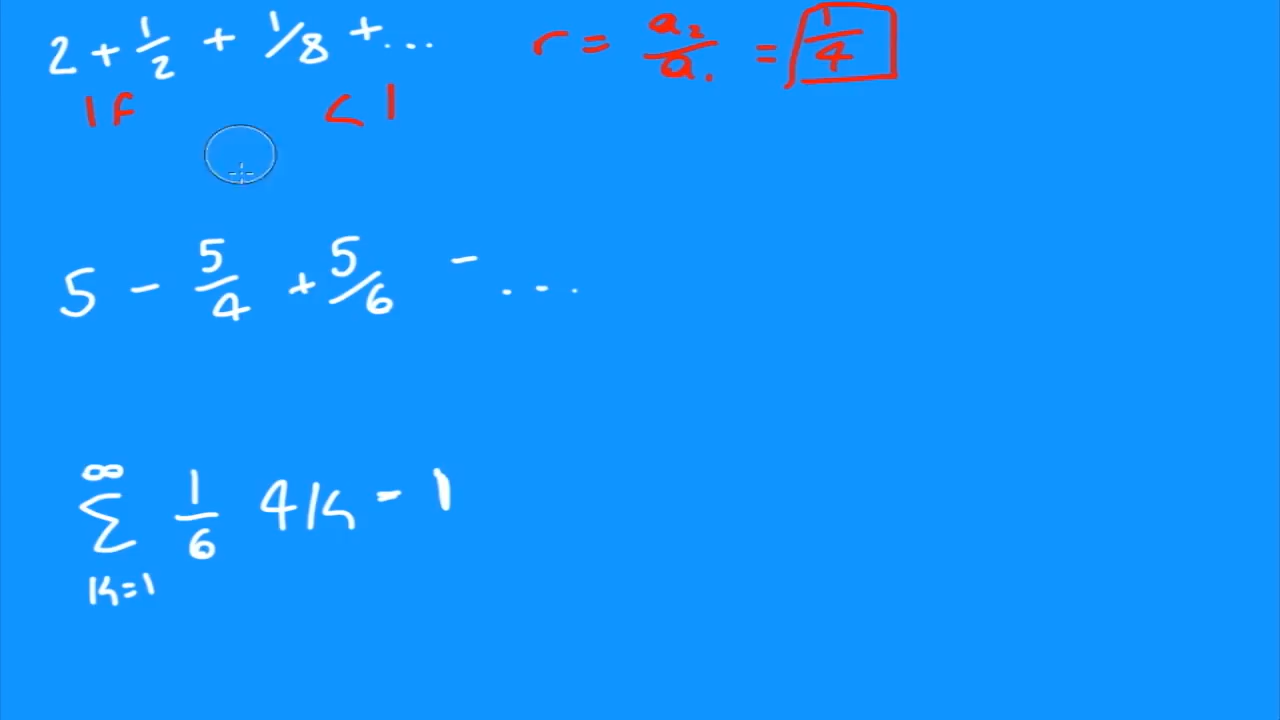 2 + 1/2 + 1/8 + ... r = a₂/a₁ = 1/4
IF < 1
5 - 5/4 + 5/6 - ...
∞
∑ 1/6 4K - 1
K=1